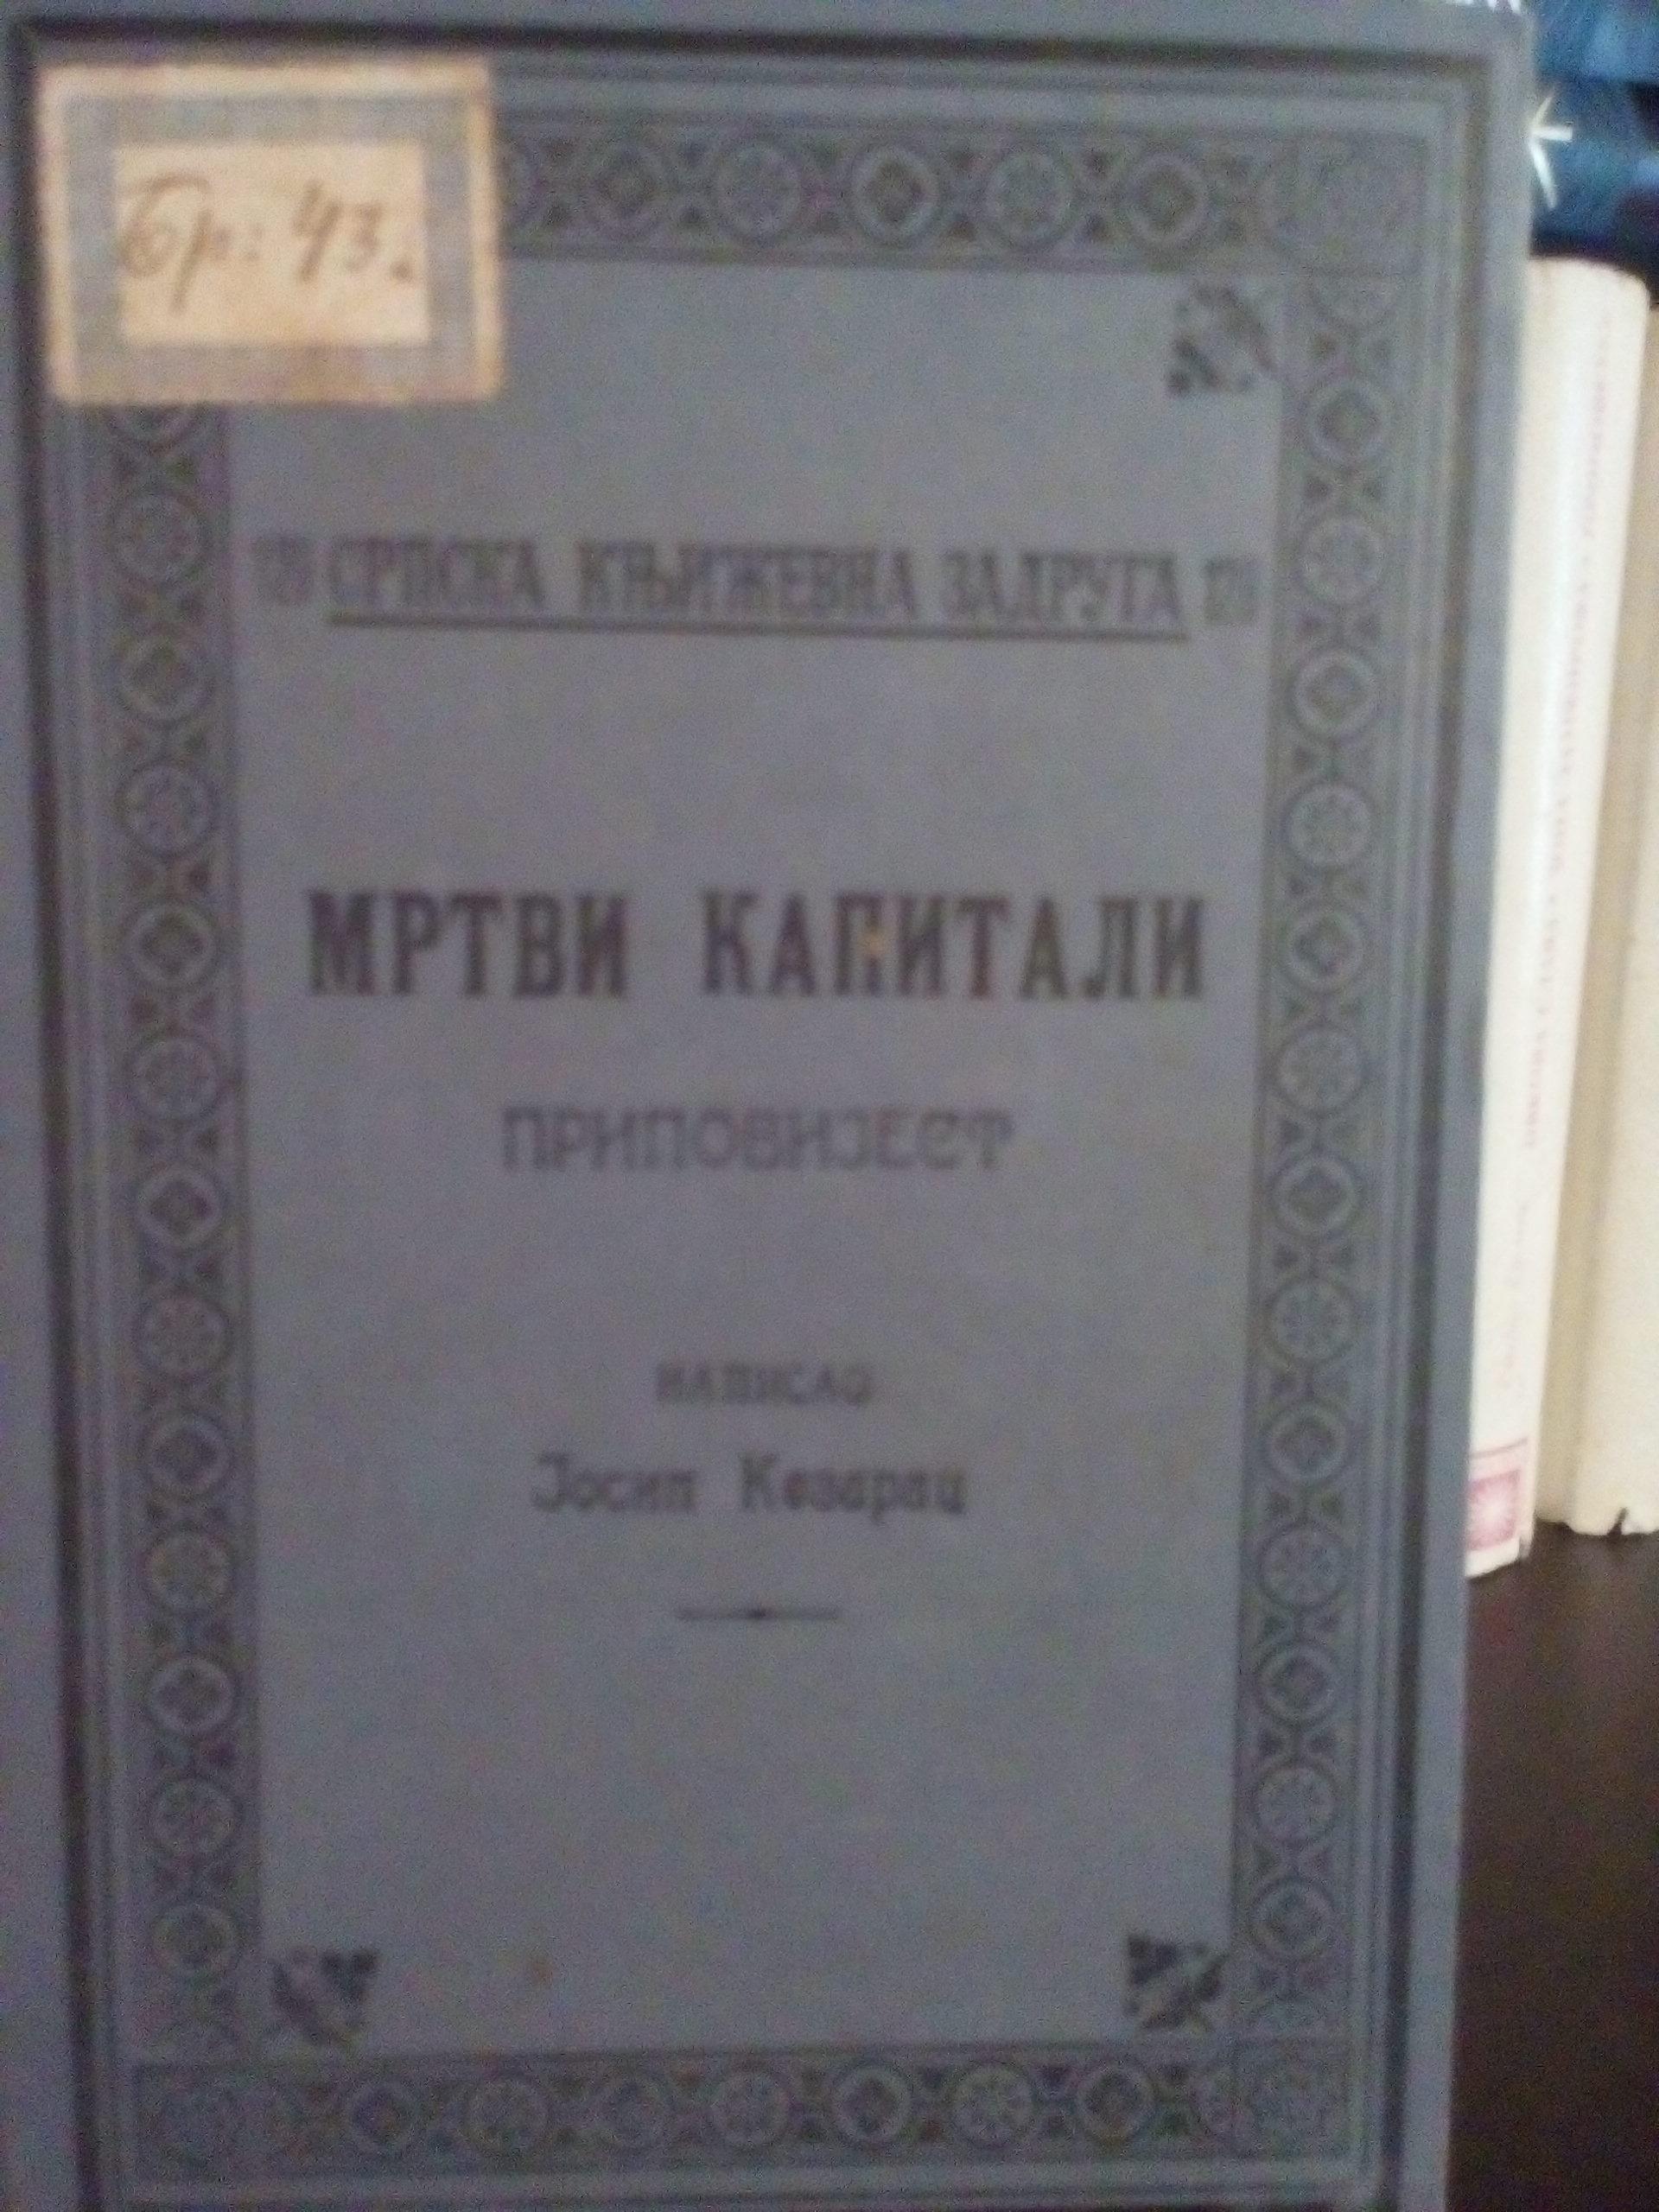 Бр: 43.
СРПСКА КЊИЖЕВНА ЗАДРУГА
МРТВИ КАПИТАЛИ
ПРИПОВИЈЕСТ
НАПИСАО
Јосип Козарац